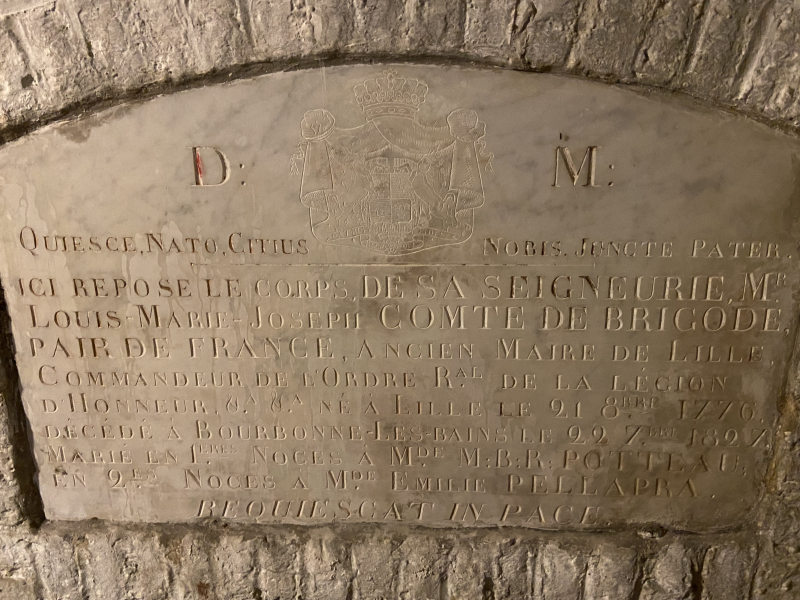 D: M:
QUIESCE, NATO, CITIUS NOBIS, JUNCTE PATER.
ICI REPOSE LE CORPS, DE SA SEIGNEURIE, Mᴿ
LOUIS-MARIE-JOSEPH COMTE DE BRIGODE,
PAIR DE FRANCE, ANCIEN MAIRE DE LILLE,
COMMANDEUR DE L'ORDRE Rᴬᴸ DE LA LÉGION
D'HONNEUR, &ᴬ &ᴬ NÉ À LILLE LE 21 8ᴮᴿᴱ 1776.
DÉCÉDÉ À BOURBONNE-LES-BAINS LE 22 7ᴮᴿᴱ 1827,
MARIÉ EN 1ᴱᴿᴱˢ NOCES À Mᴰᴱ M:B:R: POTTEAU,
EN 2ᴱˢ NOCES À Mᴰᴱ EMILIE PELLAPRA.
REQUIESCAT IN PACE.